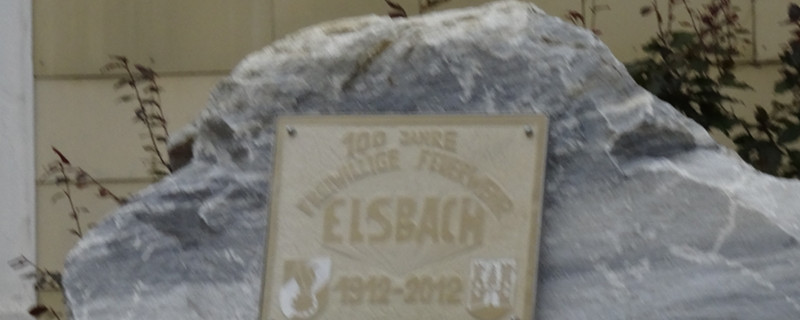 100 JAHRE
FREIWILLIGE FEUERWEHR
ELSBACH
1912-2012